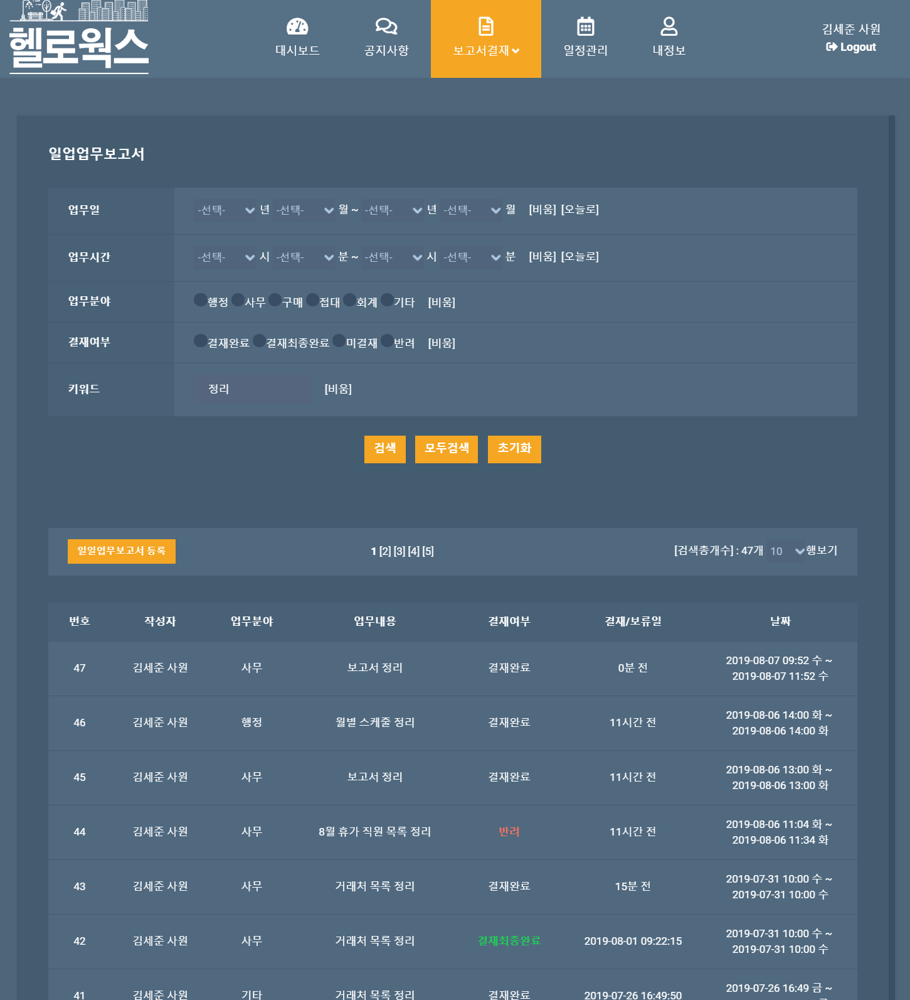 헬로웍스
대시보드
공지사항
보고서결재
일정관리
내정보
김세준 사원
Logout
일업업무보고서
업무일 -선택- 년 -선택- 월 ~ -선택- 년 -선택- 월 [비움] [오늘로]
업무시간 -선택- 시 -선택- 분 ~ -선택- 시 -선택- 분 [비움] [오늘로]
업무분야 행정 사무 구매 접대 회계 기타 [비움]
결재여부 결재완료 결재최종완료 미결재 반려 [비움]
키워드 정리 [비움]
검색 모두검색 초기화
일일업무보고서 등록 1 [2] [3] [4] [5] [검색총개수] : 47개 10 행보기
번호 작성자 업무분야 업무내용 결재여부 결재/보류일 날짜
47 김세준 사원 사무 보고서 정리 결재완료 0분 전 2019-08-07 09:52 수 ~
2019-08-07 11:52 수
46 김세준 사원 행정 월별 스케줄 정리 결재완료 11시간 전 2019-08-06 14:00 화 ~
2019-08-06 14:00 화
45 김세준 사원 사무 보고서 정리 결재완료 11시간 전 2019-08-06 13:00 화 ~
2019-08-06 13:00 화
44 김세준 사원 사무 8월 휴가 직원 목록 정리 반려 11시간 전 2019-08-06 11:04 화 ~
2019-08-06 11:34 화
43 김세준 사원 사무 거래처 목록 정리 결재완료 15분 전 2019-07-31 10:00 수 ~
2019-07-31 10:00 수
42 김세준 사원 사무 거래처 목록 정리 결재최종완료 2019-08-01 09:22:15 2019-07-31 10:00 수 ~
2019-07-31 10:00 수
41 김세준 사원 기타 거래처 목록 정리 결재완료 2019-07-26 16:49:50 2019-07-26 16:49 금 ~